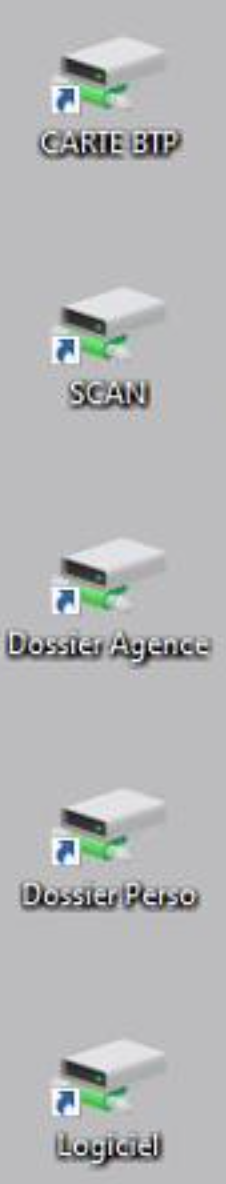 CARTE BTP
SCAN
Dossier Agence
Dossier Perso
Logiciel